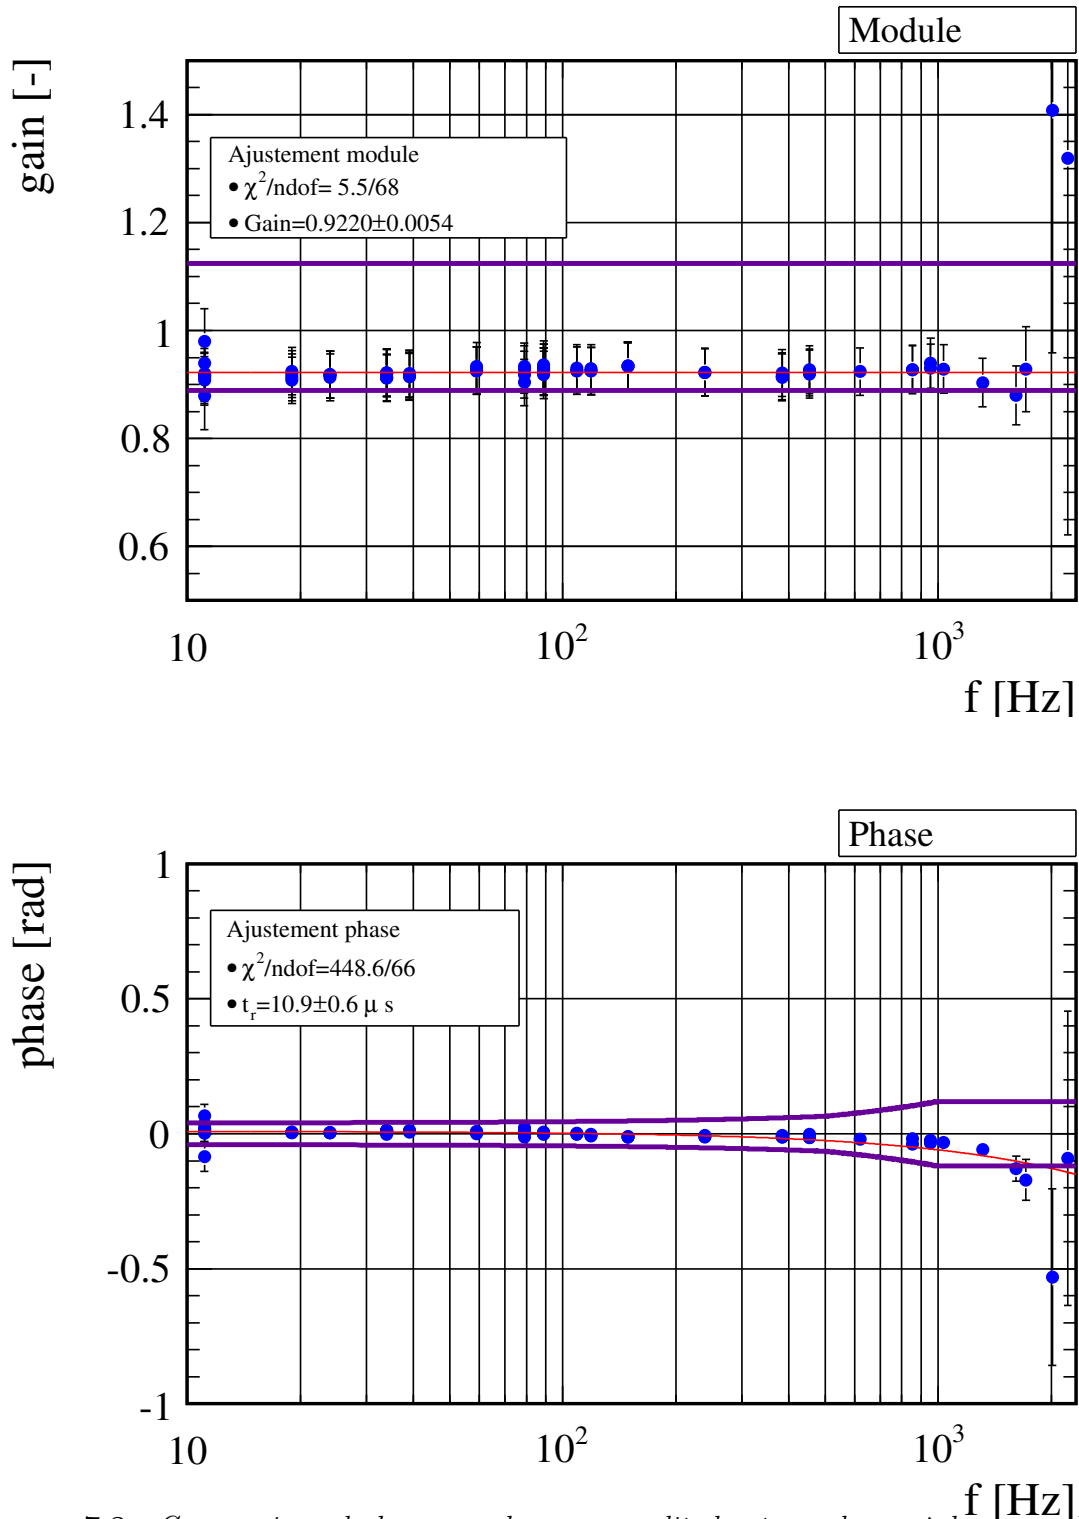 Module
gain [-]
1.4
1.2
1
0.8
0.6
Ajustement module
• χ²/ndof= 5.5/68
• Gain=0.9220±0.0054
10
10²
10³
f [Hz]
Phase
phase [rad]
1
0.5
0
-0.5
-1
Ajustement phase
• χ²/ndof=448.6/66
• tᵣ=10.9±0.6 μ s
10
10²
10³
f [Hz]